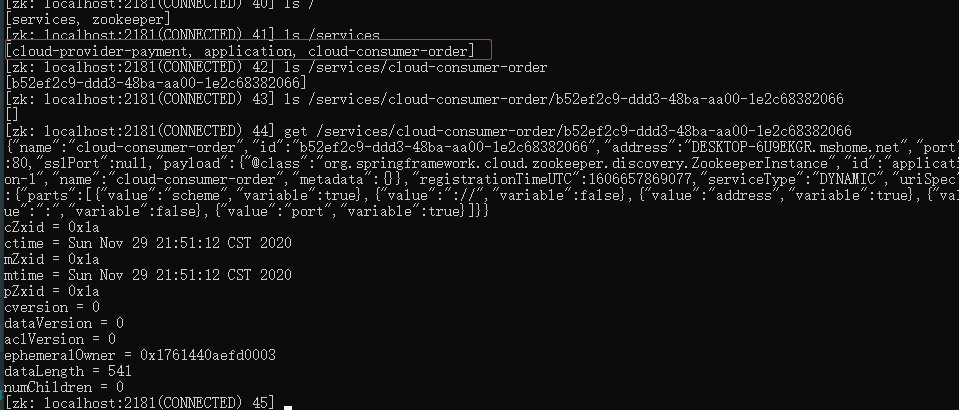 [zk: localhost:2181(CONNECTED) 40] ls /
[services, zookeeper]
[zk: localhost:2181(CONNECTED) 41] ls /services
[cloud-provider-payment, application, cloud-consumer-order]
[zk: localhost:2181(CONNECTED) 42] ls /services/cloud-consumer-order
[b52ef2c9-ddd3-48ba-aa00-1e2c68382066]
[zk: localhost:2181(CONNECTED) 43] ls /services/cloud-consumer-order/b52ef2c9-ddd3-48ba-aa00-1e2c68382066
[]
[zk: localhost:2181(CONNECTED) 44] get /services/cloud-consumer-order/b52ef2c9-ddd3-48ba-aa00-1e2c68382066
{"name":"cloud-consumer-order","id":"b52ef2c9-ddd3-48ba-aa00-1e2c68382066","address":"DESKTOP-6U9EKGR.mshome.net","port"
:80,"sslPort":null,"payload":{"@class":"org.springframework.cloud.zookeeper.discovery.ZookeeperInstance","id":"applicati
on-1","name":"cloud-consumer-order","metadata":{}},"registrationTimeUTC":1606657869077,"serviceType":"DYNAMIC","uriSpec"
:{"parts":[{"value":"scheme","variable":true},{"value":"://","variable":false},{"value":"address","variable":true},{"val
ue":":","variable":false},{"value":"port","variable":true}]}}
cZxid = 0x1a
ctime = Sun Nov 29 21:51:12 CST 2020
mZxid = 0x1a
mtime = Sun Nov 29 21:51:12 CST 2020
pZxid = 0x1a
cversion = 0
dataVersion = 0
aclVersion = 0
ephemeralOwner = 0x1761440aefd0003
dataLength = 541
numChildren = 0
[zk: localhost:2181(CONNECTED) 45]